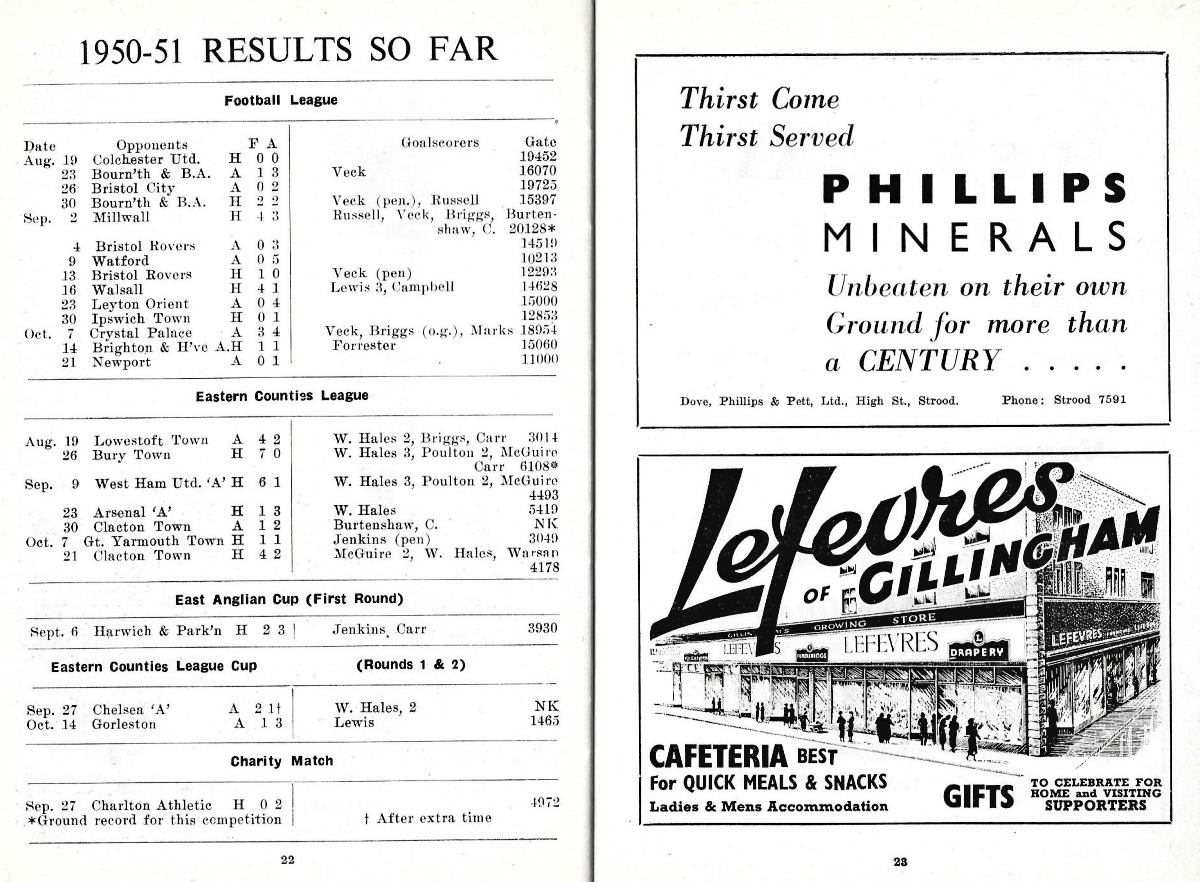 1950-51 RESULTS SO FAR
Football League
Date Opponents F A Goalscorers Gate
Aug. 19 Colchester Utd. H 0 0 19452
23 Bourn'th & B.A. A 1 3 Veck 16070
26 Bristol City A 0 2 19725
30 Bourn'th & B.A. H 2 2 Veck (pen.), Russell 15397
Sep. 2 Millwall H 4 3 Russell, Veck, Briggs, Burten-
shaw, C. 20128*
4 Bristol Rovers A 0 3 14519
9 Watford A 0 5 10213
13 Bristol Rovers H 1 0 Veck (pen) 12293
16 Walsall H 4 1 Lewis 3, Campbell 14628
23 Leyton Orient A 0 4 15000
30 Ipswich Town H 0 1 12853
Oct. 7 Crystal Palace A 3 4 Veck, Briggs (o.g.), Marks 18954
14 Brighton & H've A. H 1 1 Forrester 15060
21 Newport A 0 1 11000
Eastern Counties League
Aug. 19 Lowestoft Town A 4 2 W. Hales 2, Briggs, Carr 3014
26 Bury Town H 7 0 W. Hales 3, Poulton 2, McGuire
Carr 6108*
Sep. 9 West Ham Utd. 'A' H 6 1 W. Hales 3, Poulton 2, McGuire
4493
23 Arsenal 'A' H 1 3 W. Hales 5419
30 Clacton Town A 1 2 Burtenshaw, C. NK
Oct. 7 Gt. Yarmouth Town H 1 1 Jenkins (pen) 3049
21 Clacton Town H 4 2 McGuire 2, W. Hales, Warsap
4178
East Anglian Cup (First Round)
Sept. 6 Harwich & Park'n H 2 3 Jenkins, Carr 3930
Eastern Counties League Cup (Rounds 1 & 2)
Sep. 27 Chelsea 'A' A 2 1† W. Hales, 2 NK
Oct. 14 Gorleston A 1 3 Lewis 1465
Charity Match
Sep. 27 Charlton Athletic H 0 2 4972
*Ground record for this competition † After extra time
22
Thirst Come
Thirst Served
PHILLIPS
MINERALS
Unbeaten on their own
Ground for more than
a CENTURY . . . . .
Dove, Phillips & Pett, Ltd., High St., Strood. Phone: Strood 7591
Lefevres
OF GILLINGHAM
GROWING STORE
LEFEVRES
LEFEVRES
DRAPERY
LEFEVRES
CAFETERIA BEST
For QUICK MEALS & SNACKS
Ladies & Mens Accommodation
GIFTS TO CELEBRATE FOR
HOME and VISITING
SUPPORTERS
23